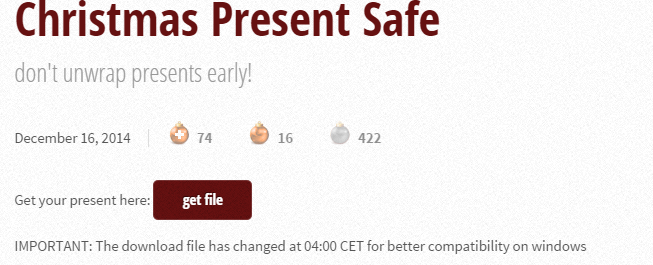 Christmas Present Safe
don't unwrap presents early!
December 16, 2014 74 16 422
Get your present here: get file
IMPORTANT: The download file has changed at 04:00 CET for better compatibility on windows